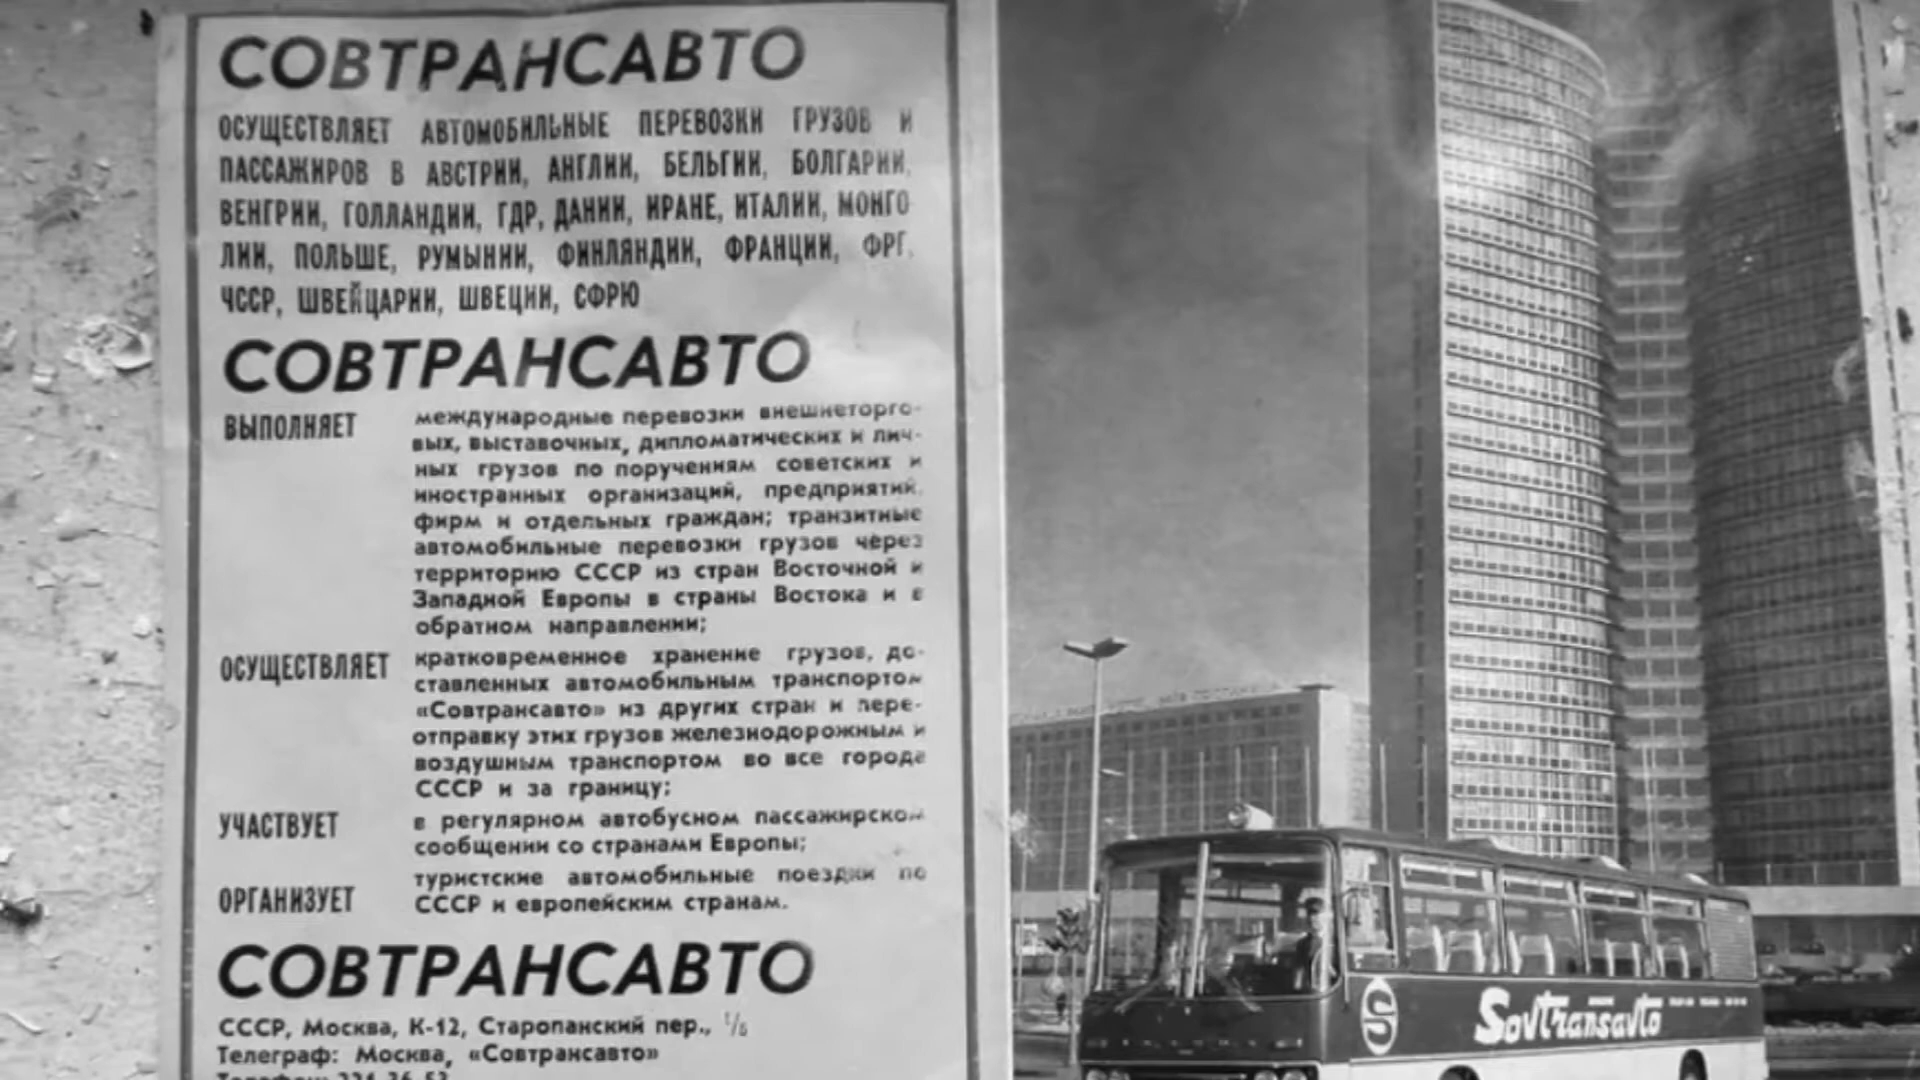 СОВТРАНСАВТО
ОСУЩЕСТВЛЯЕТ АВТОМОБИЛЬНЫЕ ПЕРЕВОЗКИ ГРУЗОВ И
ПАССАЖИРОВ В АВСТРИИ, АНГЛИИ, БЕЛЬГИИ, БОЛГАРИИ,
ВЕНГРИИ, ГОЛЛАНДИИ, ГДР, ДАНИИ, ИРАНЕ, ИТАЛИИ, МОНГО
ЛИИ, ПОЛЬШЕ, РУМЫНИИ, ФИНЛЯНДИИ, ФРАНЦИИ, ФРГ,
ЧССР, ШВЕЙЦАРИИ, ШВЕЦИИ, СФРЮ
СОВТРАНСАВТО
ВЫПОЛНЯЕТ международные перевозки внешнеторго-
вых, выставочных, дипломатических и лич-
ных грузов по поручениям советских и
иностранных организаций, предприятий,
фирм и отдельных граждан; транзитные
автомобильные перевозки грузов через
территорию СССР из стран Восточной и
Западной Европы в страны Востока и в
обратном направлении;
ОСУЩЕСТВЛЯЕТ кратковременное хранение грузов, до-
ставленных автомобильным транспортом
«Совтрансавто» из других стран и пере-
отправку этих грузов железнодорожным и
воздушным транспортом во все города
СССР и за границу;
УЧАСТВУЕТ в регулярном автобусном пассажирском
сообщении со странами Европы;
ОРГАНИЗУЕТ туристские автомобильные поездки по
СССР и европейским странам.
СОВТРАНСАВТО
СССР, Москва, К-12, Старопанский пер.,
Телеграф: Москва, «Совтрансавто»
Телефон: 224-36-53
S
Sovtransavto